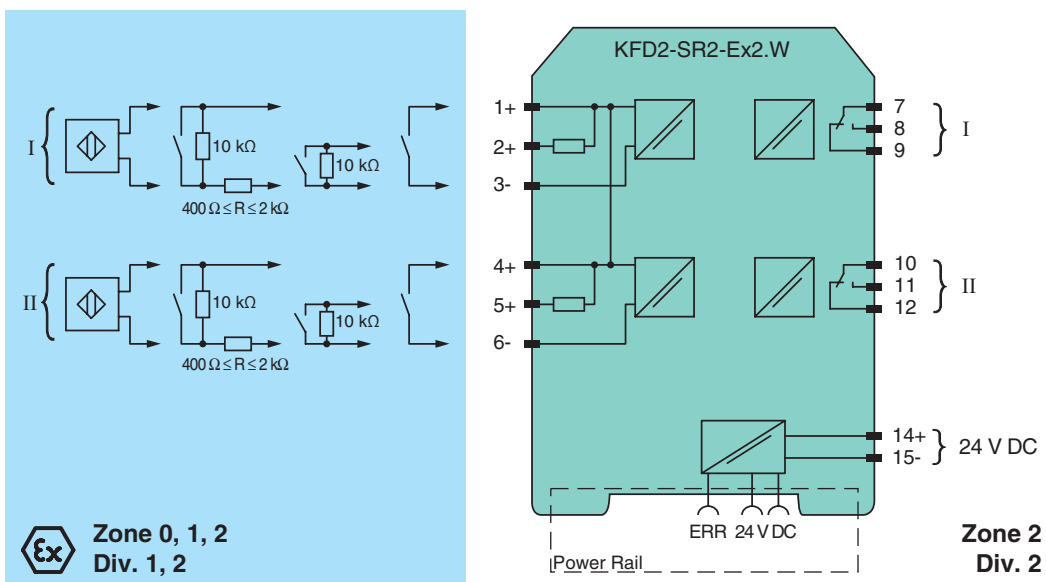 KFD2-SR2-Ex2.W
I
10 kΩ
10 kΩ
400 Ω ≤ R ≤ 2 kΩ
1+
2+
3-
7
8
9
I
II
10 kΩ
10 kΩ
400 Ω ≤ R ≤ 2 kΩ
4+
5+
6-
10
11
12
II
14+
15-
24 V DC
ERR 24 V DC
Power Rail
Ex
Zone 0, 1, 2
Div. 1, 2
Zone 2
Div. 2